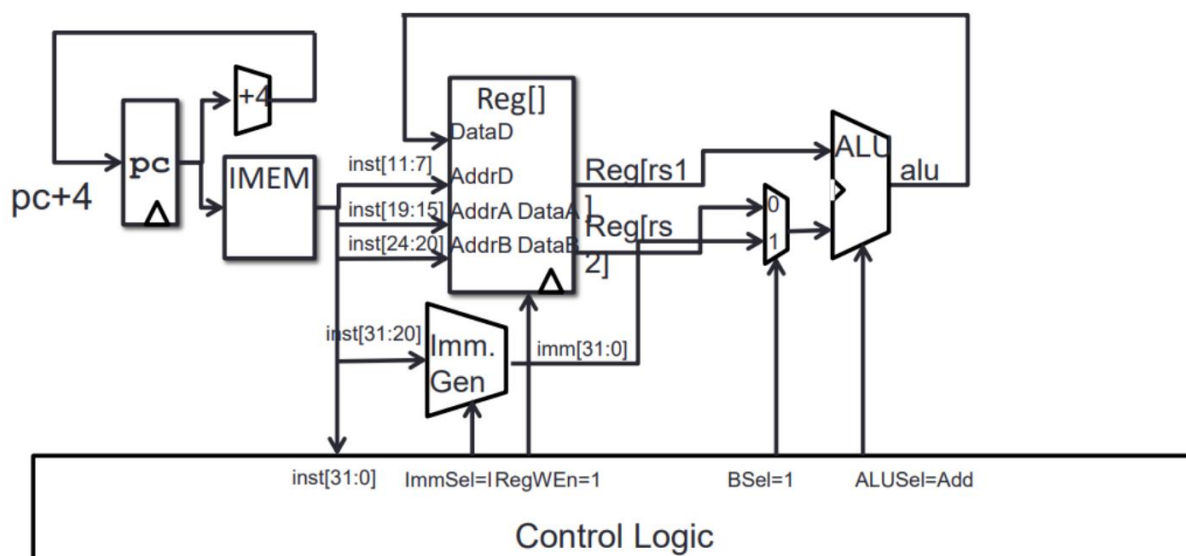 +4
Reg[]
DataD
ALU
pc
IMEM
inst[11:7]
AddrD
Reg[rs1
]
alu
pc+4
inst[19:15]
AddrA DataA
Reg[rs
2]
0
1
inst[24:20]
AddrB DataB
inst[31:20]
Imm.
Gen
imm[31:0]
inst[31:0]
ImmSel=I
RegWEn=1
BSel=1
ALUSel=Add
Control Logic